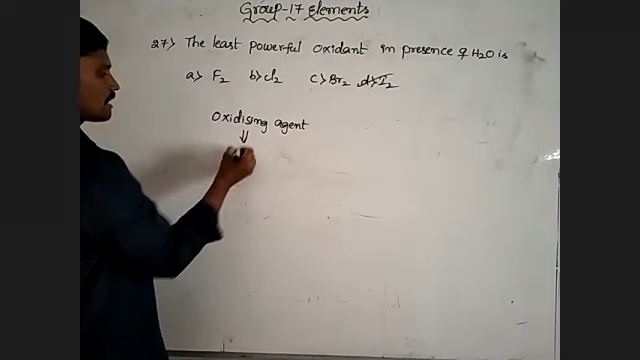 Group-17 Elements
27> The least powerful oxidant in presence of H2O is
a> F2 b> Cl2 c> Br2 d> I2
Oxidising agent
⇓